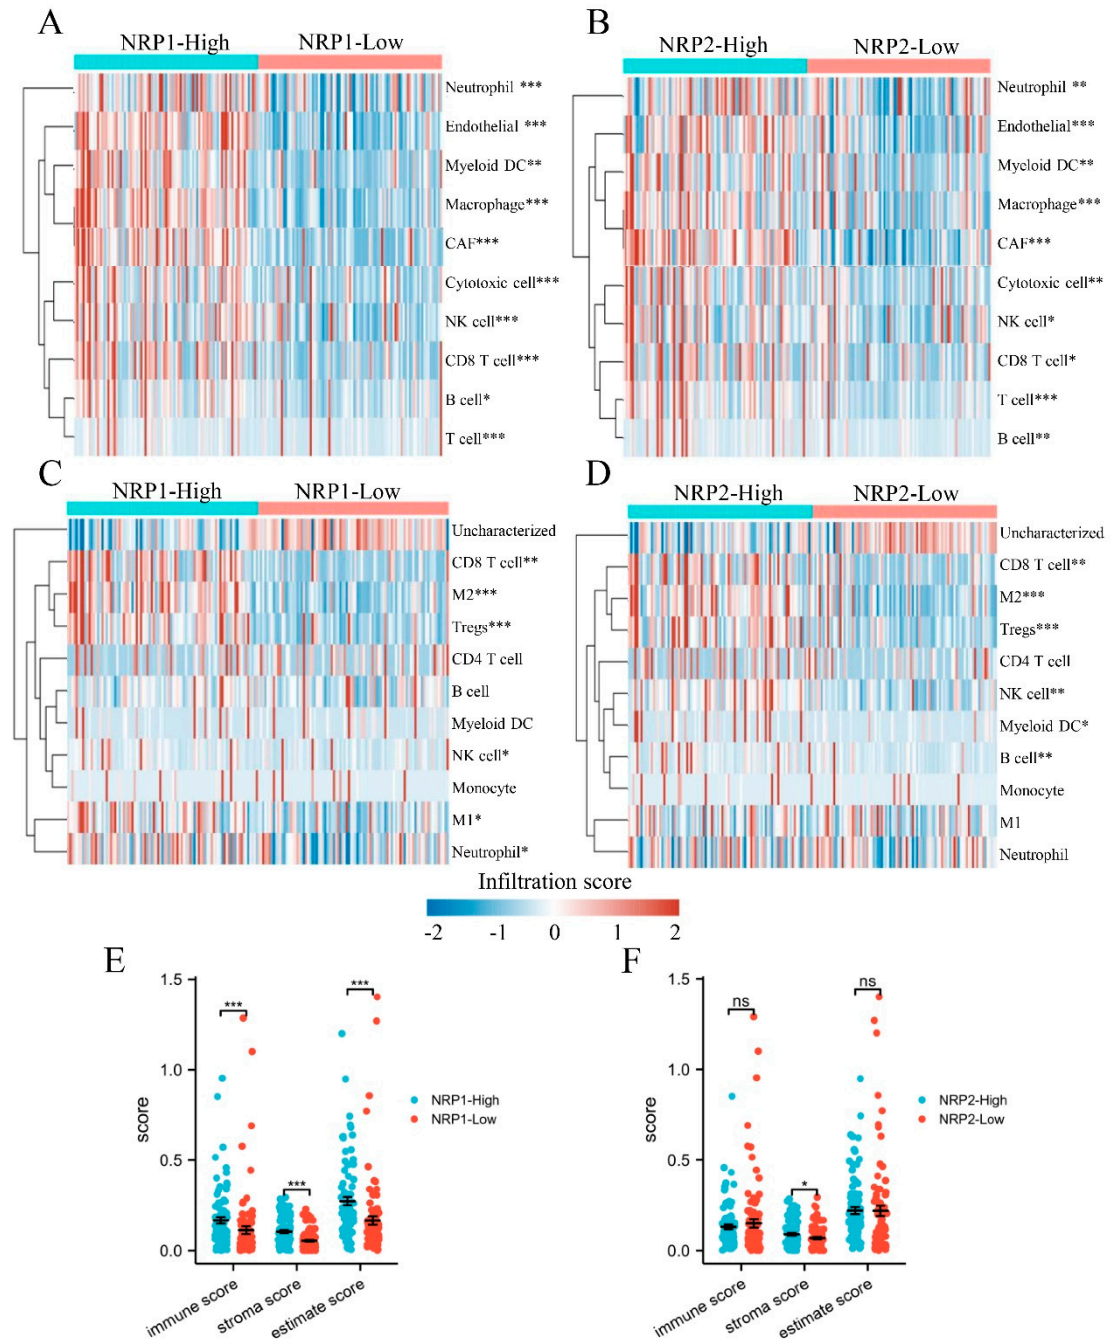 A
NRP1-High
NRP1-Low
Neutrophil ***
Endothelial ***
Myeloid DC**
Macrophage***
CAF***
Cytotoxic cell***
NK cell***
CD8 T cell***
B cell*
T cell***
B
NRP2-High
NRP2-Low
Neutrophil **
Endothelial***
Myeloid DC**
Macrophage***
CAF***
Cytotoxic cell**
NK cell*
CD8 T cell*
T cell***
B cell**
C
NRP1-High
NRP1-Low
Uncharacterized
CD8 T cell**
M2***
Tregs***
CD4 T cell
B cell
Myeloid DC
NK cell*
Monocyte
M1*
Neutrophil*
D
NRP2-High
NRP2-Low
Uncharacterized
CD8 T cell**
M2***
Tregs***
CD4 T cell
NK cell**
Myeloid DC*
B cell**
Monocyte
M1
Neutrophil
Infiltration score
-2 -1 0 1 2
E
score
1.5
1.0
0.5
0.0
***
***
***
immune score
stroma score
estimate score
NRP1-High
NRP1-Low
F
score
1.5
1.0
0.5
0.0
ns
*
ns
immune score
stroma score
estimate score
NRP2-High
NRP2-Low